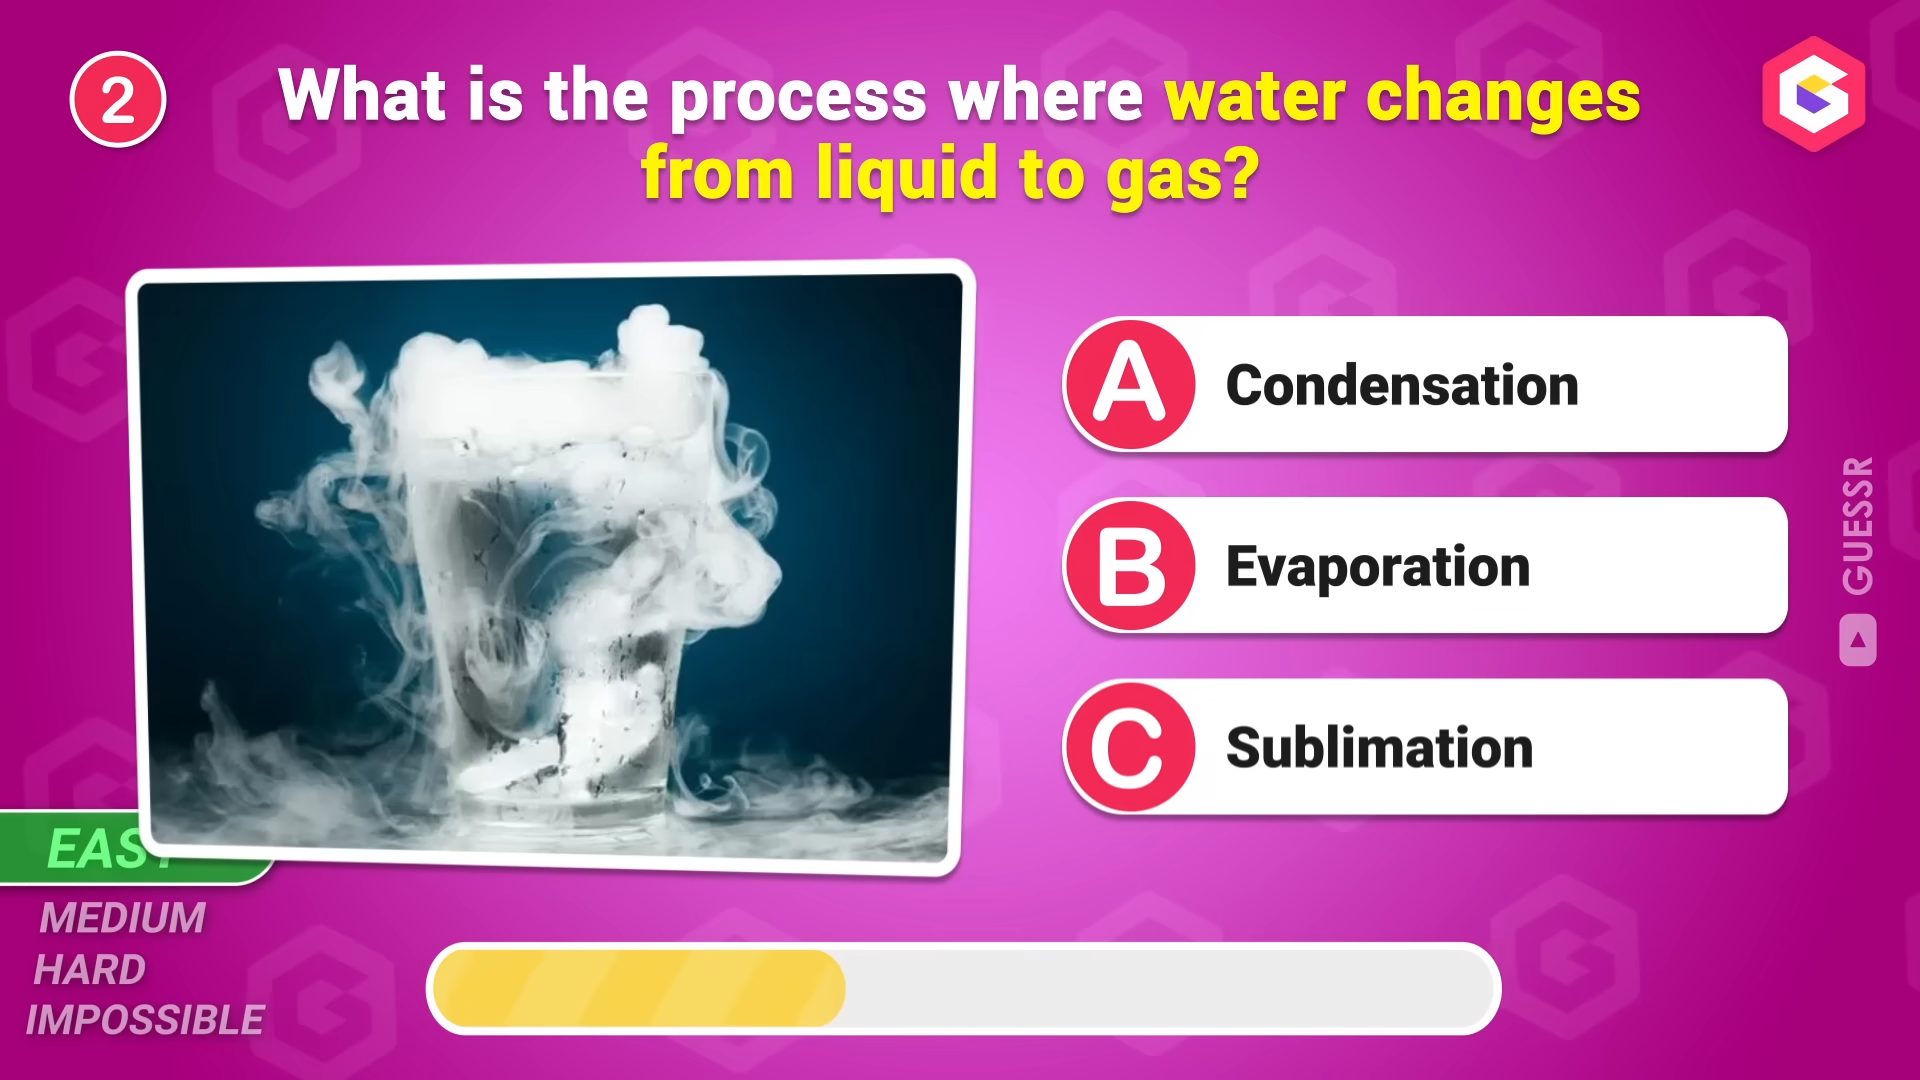 2
What is the process where water changes
from liquid to gas?
A Condensation
B Evaporation
C Sublimation
GUESSR
EASY
MEDIUM
HARD
IMPOSSIBLE